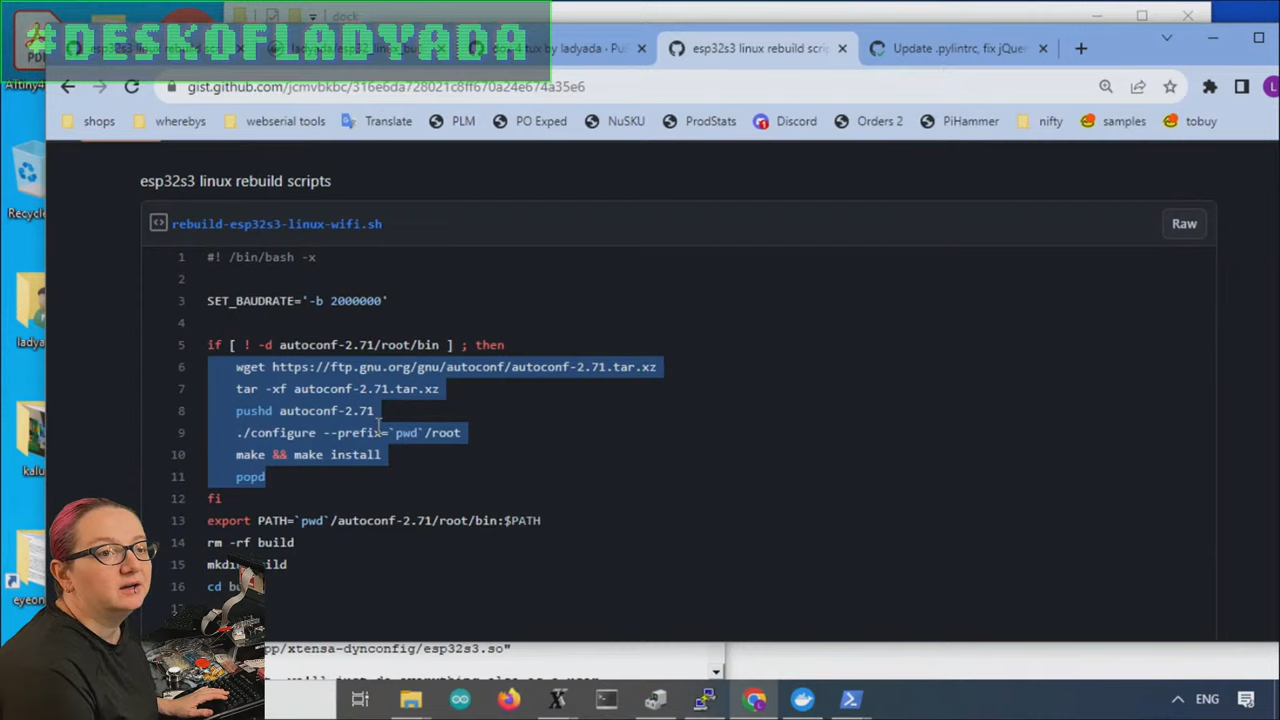 dock
#DESKOFLADYADA
esp32s3 linux rebuild scrip
Update .pylintrc, fix jQuer
gist.github.com/jcmvbkbc/316e6da728021c8ff670a24e674a35e6
shops
wherebys
webserial tools
Translate
PLM
PO Exped
NuSKU
ProdStats
Discord
Orders 2
PiHammer
nifty
samples
tobuy
esp32s3 linux rebuild scripts
rebuild-esp32s3-linux-wifi.sh
Raw
1 #! /bin/bash -x
2
3 SET_BAUDRATE='-b 2000000'
4
5 if [ ! -d autoconf-2.71/root/bin ] ; then
6 wget https://ftp.gnu.org/gnu/autoconf/autoconf-2.71.tar.xz
7 tar -xf autoconf-2.71.tar.xz
8 pushd autoconf-2.71
9 ./configure --prefix=`pwd`/root
10 make && make install
11 popd
12 fi
13 export PATH=`pwd`/autoconf-2.71/root/bin:$PATH
14 rm -rf build
15
16 cd
pp/xtensa-dynconfig/esp32s3.so"
ENG